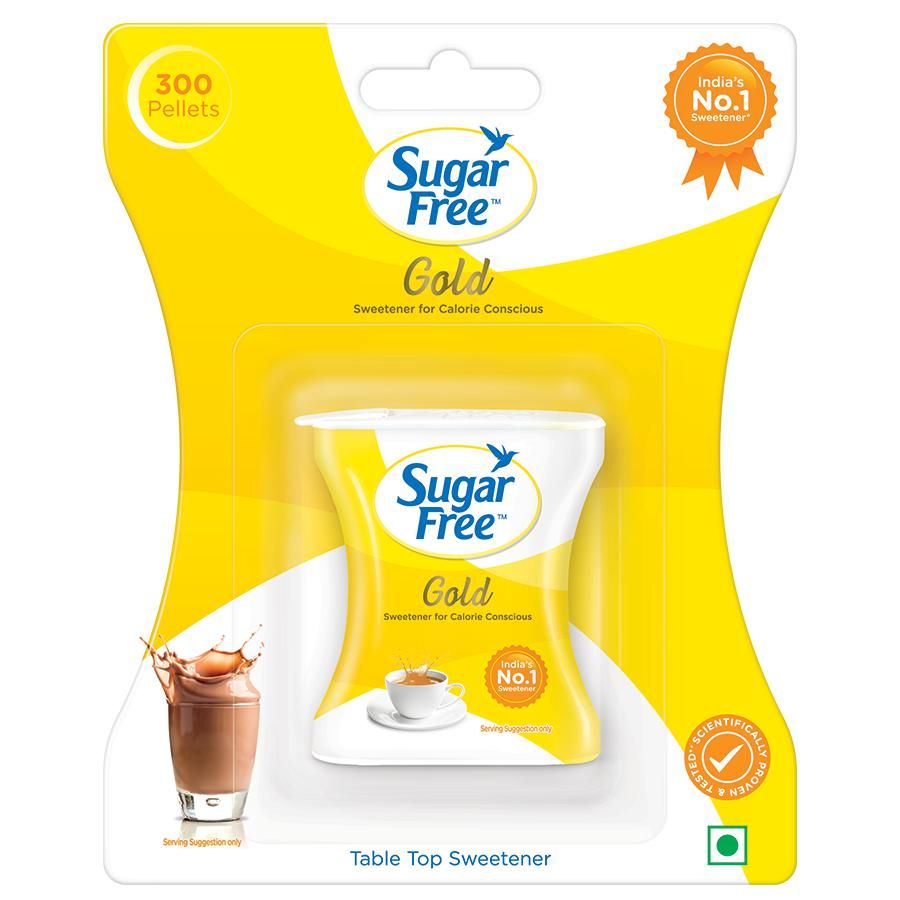 300
Pellets
India's
No.1
Sweetener*
Sugar
Free™
Gold
Sweetener for Calorie Conscious
Sugar
Free™
Gold
Sweetener for Calorie Conscious
India's
No.1
Sweetener
Serving Suggestion only
SCIENTIFICALLY
PROVEN & TESTED**
Serving Suggestion only
Table Top Sweetener